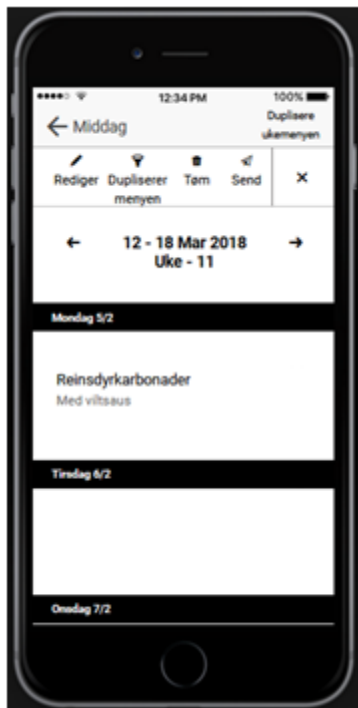 12:34 PM
100%
← Middag
Duplisere
ukemenyen
Rediger
Dupliserer
menyen
Tøm
Send
×
← 12 - 18 Mar 2018 →
Uke - 11
Mondag 5/2
Reinsdyrkarbonader
Med viltsaus
Tirsdag 6/2
Onsdag 7/2